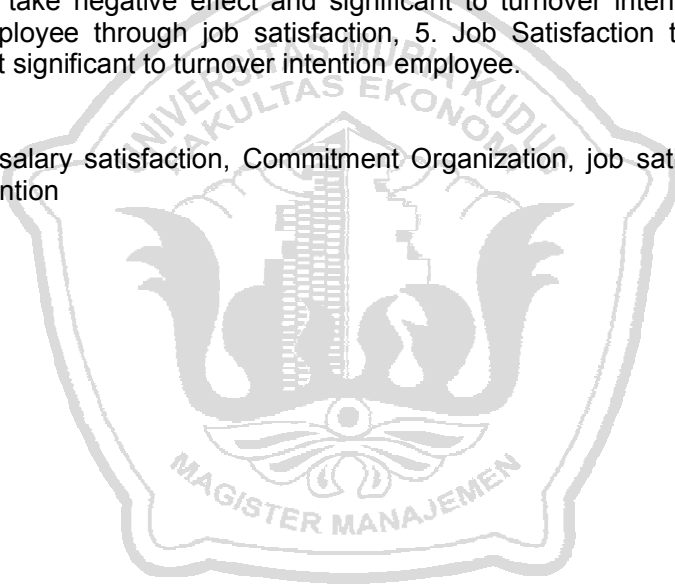 take negative effect and significant to turnover inten
ployee through job satisfaction, 5. Job Satisfaction t
t significant to turnover intention employee.
UNIVERSITAS MURIA KUDUS
FAKULTAS EKONOMI
salary satisfaction, Commitment Organization, job sati
ntion
MAGISTER MANAJEMEN